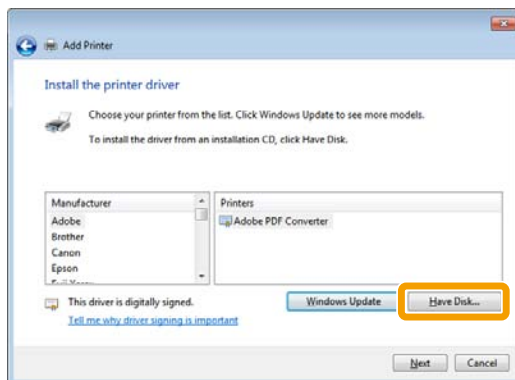 Add Printer
Install the printer driver
Choose your printer from the list. Click Windows Update to see more models.
To install the driver from an installation CD, click Have Disk.
Manufacturer
Adobe
Brother
Canon
Epson
Printers
Adobe PDF Converter
This driver is digitally signed.
Tell me why driver signing is important
Windows Update
Have Disk...
Next
Cancel